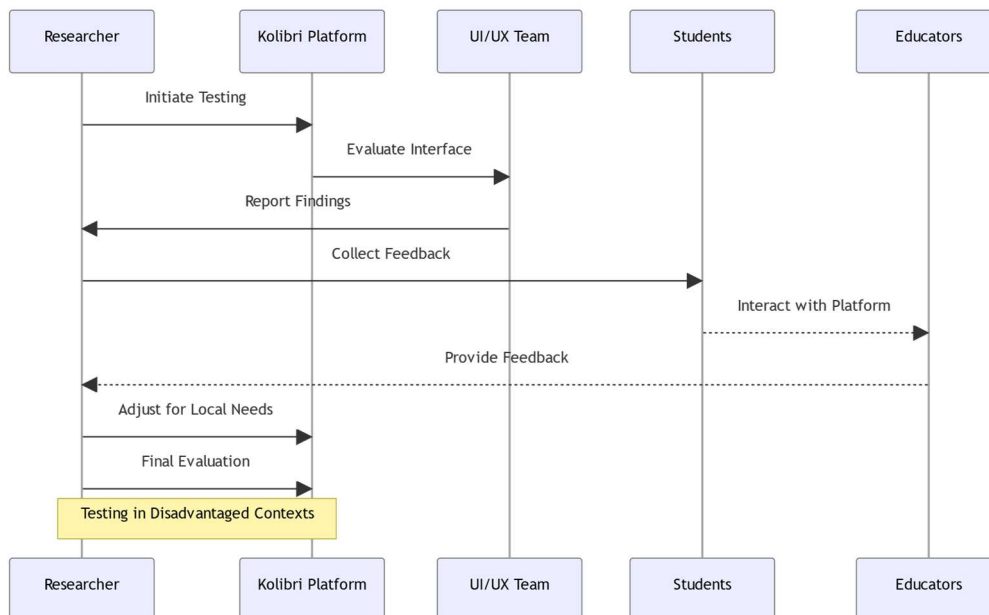 Researcher
Kolibri Platform
UI/UX Team
Students
Educators
Initiate Testing
Evaluate Interface
Report Findings
Collect Feedback
Interact with Platform
Provide Feedback
Adjust for Local Needs
Final Evaluation
Testing in Disadvantaged Contexts
Researcher
Kolibri Platform
UI/UX Team
Students
Educators